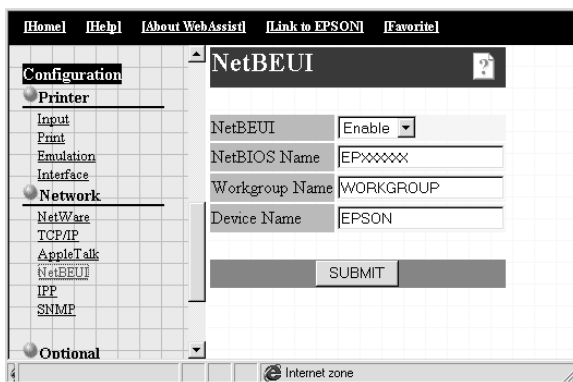 [Home] [Help] [About WebAssist] [Link to EPSON] [Favorite]
Configuration
Printer
Input
Print
Emulation
Interface
Network
NetWare
TCP/IP
AppleTalk
NetBEUI
IPP
SNMP
Optional
NetBEUI
?
NetBEUI Enable
NetBIOS Name EPXXXXX
Workgroup Name WORKGROUP
Device Name EPSON
SUBMIT
Internet zone